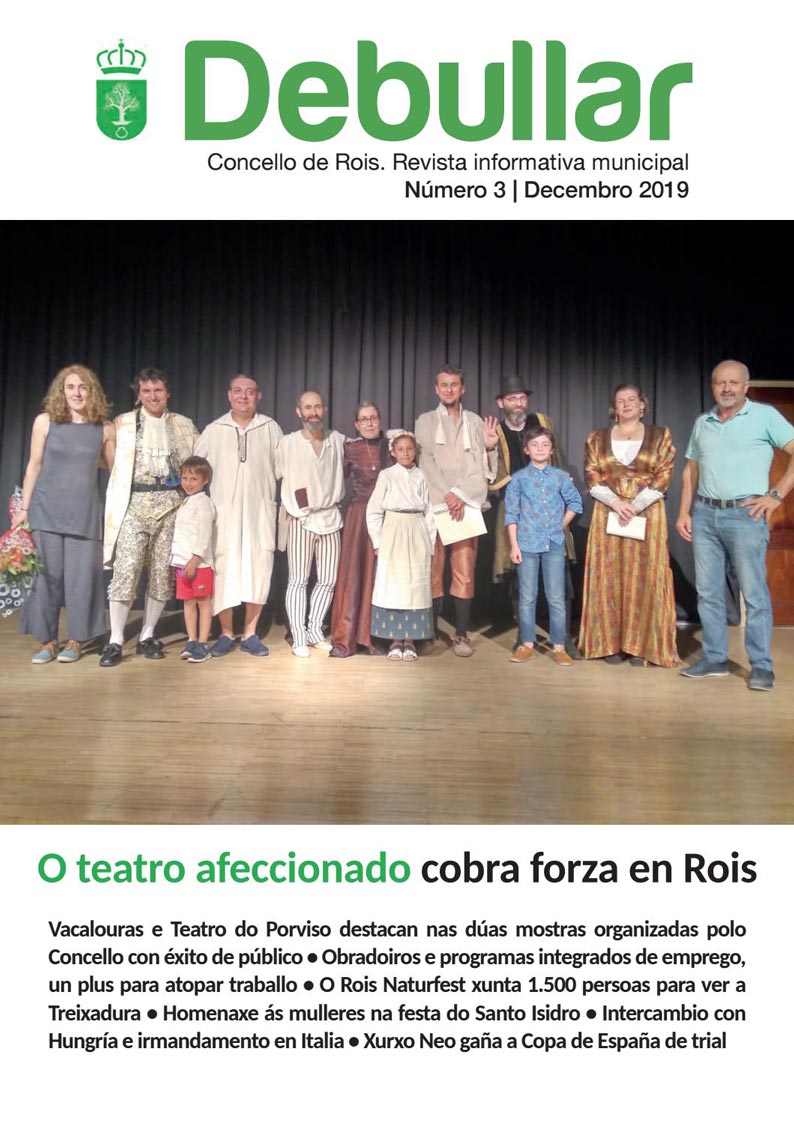 Debullar
Concello de Rois. Revista informativa municipal
Número 3 | Decembro 2019
O teatro afeccionado cobra forza en Rois
Vacalouras e Teatro do Porviso destacan nas dúas mostras organizadas polo
Concello con éxito de público ● Obradoiros e programas integrados de emprego,
un plus para atopar traballo ● O Rois Naturfest xunta 1.500 persoas para ver a
Treixadura ● Homenaxe ás mulleres na festa do Santo Isidro ● Intercambio con
Hungría e irmandamento en Italia ● Xurxo Neo gaña a Copa de España de trial